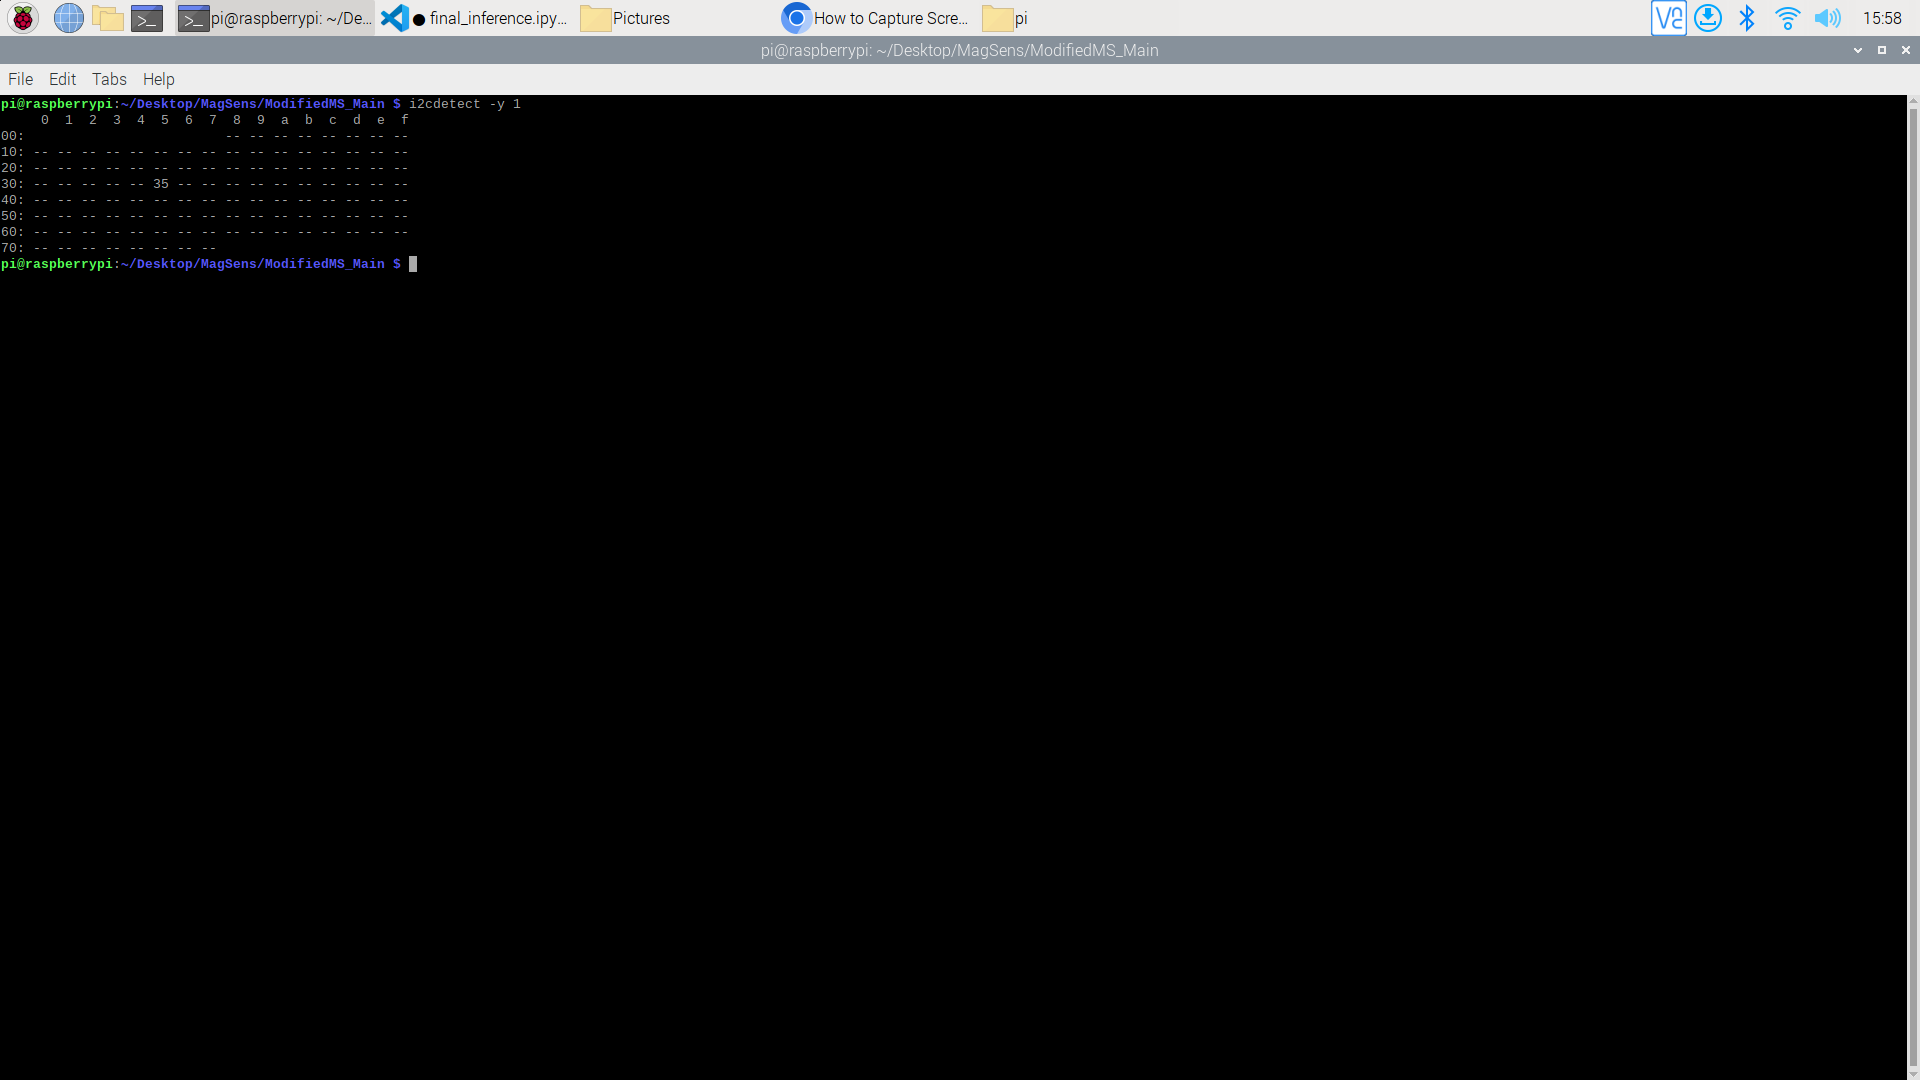 pi@raspberrypi: ~/De... final_inference.ipy... Pictures How to Capture Scre... pi 15:58
pi@raspberrypi: ~/Desktop/MagSens/ModifiedMS_Main
File Edit Tabs Help
pi@raspberrypi:~/Desktop/MagSens/ModifiedMS_Main $ i2cdetect -y 1
     0  1  2  3  4  5  6  7  8  9  a  b  c  d  e  f
00:                         -- -- -- -- -- -- -- --
10: -- -- -- -- -- -- -- -- -- -- -- -- -- -- -- --
20: -- -- -- -- -- -- -- -- -- -- -- -- -- -- -- --
30: -- -- -- -- -- 35 -- -- -- -- -- -- -- -- -- --
40: -- -- -- -- -- -- -- -- -- -- -- -- -- -- -- --
50: -- -- -- -- -- -- -- -- -- -- -- -- -- -- -- --
60: -- -- -- -- -- -- -- -- -- -- -- -- -- -- -- --
70: -- -- -- -- -- -- -- --
pi@raspberrypi:~/Desktop/MagSens/ModifiedMS_Main $